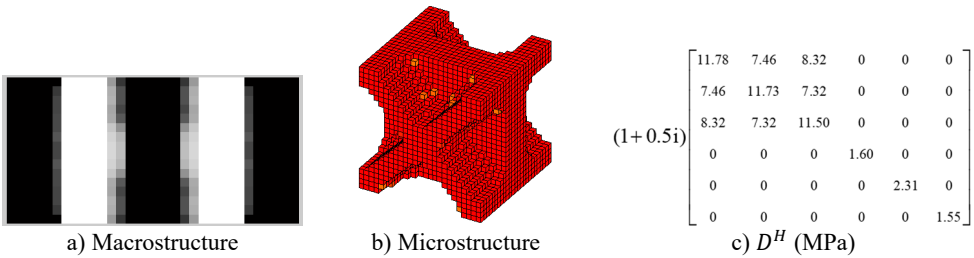 11.78 7.46 8.32 0 0 0
7.46 11.73 7.32 0 0 0
8.32 7.32 11.50 0 0 0
(1+0.5i)
0 0 0 1.60 0 0
0 0 0 0 2.31 0
0 0 0 0 0 1.55
a) Macrostructure
b) Microstructure
c) D^H (MPa)